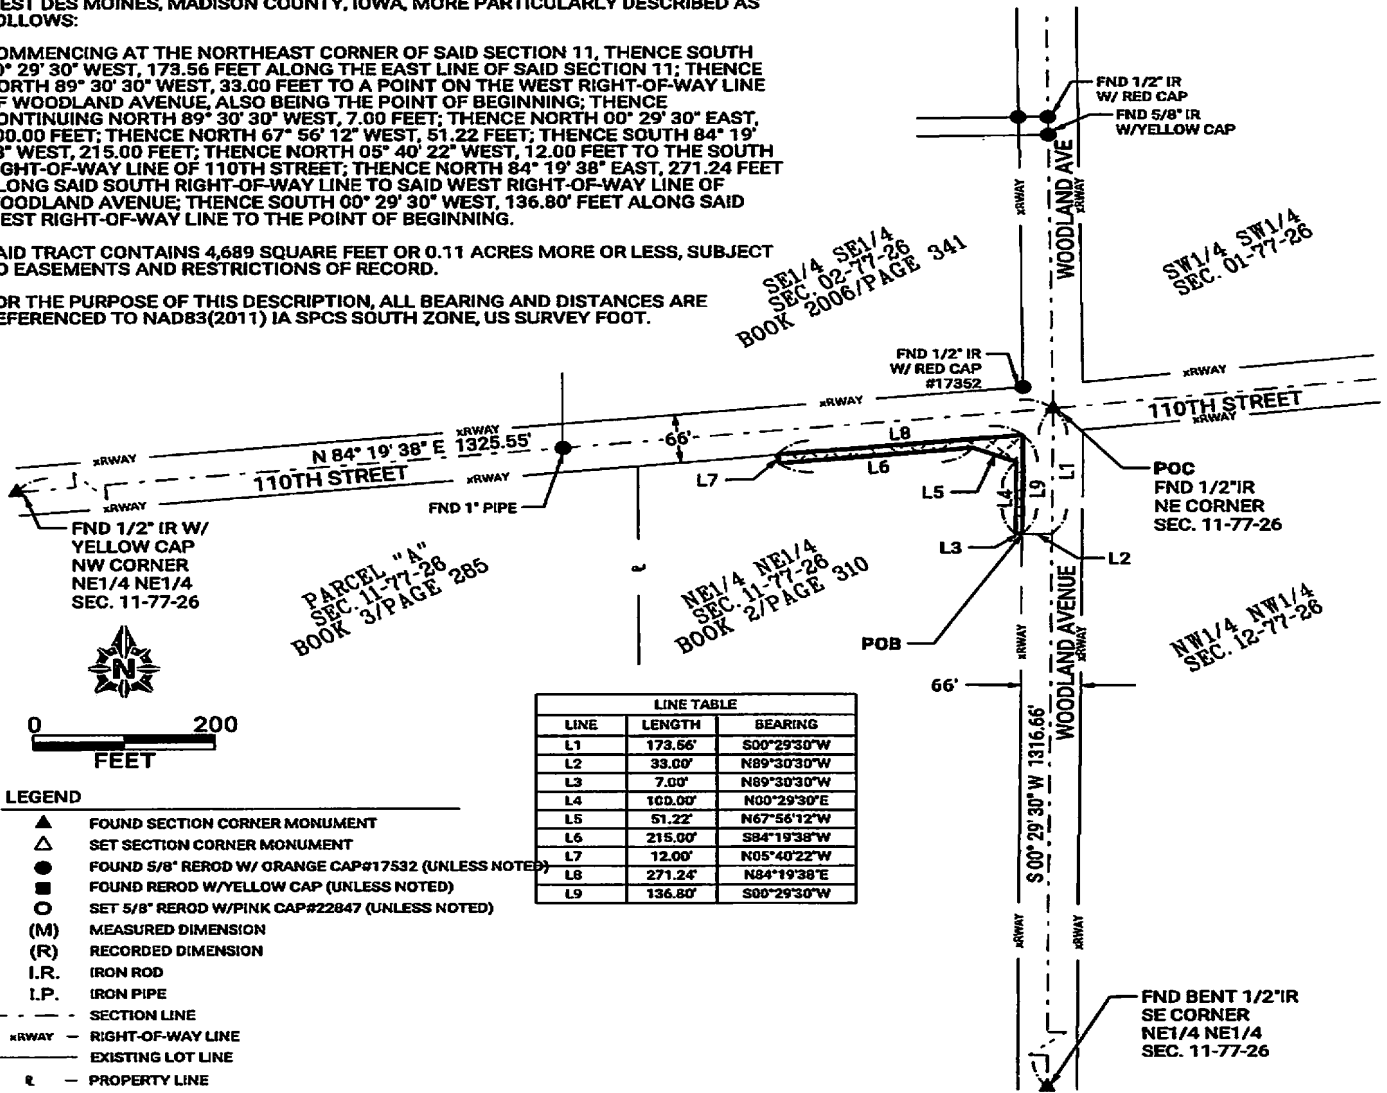 EST DES MOINES, MADISON COUNTY, IOWA, MORE PARTICULARLY DESCRIBED AS
OLLOWS:
OMMENCING AT THE NORTHEAST CORNER OF SAID SECTION 11, THENCE SOUTH
0° 29' 30" WEST, 173.56 FEET ALONG THE EAST LINE OF SAID SECTION 11; THENCE
ORTH 89° 30' 30" WEST, 33.00 FEET TO A POINT ON THE WEST RIGHT-OF-WAY LINE
F WOODLAND AVENUE, ALSO BEING THE POINT OF BEGINNING; THENCE
ONTINUING NORTH 89° 30' 30" WEST, 7.00 FEET; THENCE NORTH 00° 29' 30" EAST,
00.00 FEET; THENCE NORTH 67° 56' 12" WEST, 51.22 FEET; THENCE SOUTH 84° 19'
8" WEST, 215.00 FEET; THENCE NORTH 05° 40' 22" WEST, 12.00 FEET TO THE SOUTH
IGHT-OF-WAY LINE OF 110TH STREET; THENCE NORTH 84° 19' 38" EAST, 271.24 FEET
LONG SAID SOUTH RIGHT-OF-WAY LINE TO SAID WEST RIGHT-OF-WAY LINE OF
OODLAND AVENUE; THENCE SOUTH 00° 29' 30" WEST, 136.80' FEET ALONG SAID
EST RIGHT-OF-WAY LINE TO THE POINT OF BEGINNING.
AID TRACT CONTAINS 4,689 SQUARE FEET OR 0.11 ACRES MORE OR LESS, SUBJECT
O EASEMENTS AND RESTRICTIONS OF RECORD.
OR THE PURPOSE OF THIS DESCRIPTION, ALL BEARING AND DISTANCES ARE
EFERENCED TO NAD83(2011) IA SPCS SOUTH ZONE, US SURVEY FOOT.
FND 1/2" IR
W/ RED CAP
FND 5/8" IR
W/YELLOW CAP
xRWAY
WOODLAND AVE
xRWAY
SE1/4 SE1/4
SEC. 02-77-26
BOOK 2006/PAGE 341
SW1/4 SW1/4
SEC. 01-77-26
FND 1/2" IR
W/ RED CAP
#17352
xRWAY
110TH STREET
xRWAY
xRWAY
xRWAY
66'
L8
N 84° 19' 38" E 1325.55'
xRWAY
110TH STREET
xRWAY
xRWAY
L7
L6
L5
L4
L9
L1
FND 1" PIPE
POC
FND 1/2"IR
NE CORNER
SEC. 11-77-26
FND 1/2" IR W/
YELLOW CAP
NW CORNER
NE1/4 NE1/4
SEC. 11-77-26
L3
L2
PARCEL "A"
SEC. 11-77-26
BOOK 3/PAGE 285
NE1/4 NE1/4
SEC. 11-77-26
BOOK 2/PAGE 310
NW1/4 NW1/4
SEC. 12-77-26
POB
xRWAY
WOODLAND AVENUE
xRWAY
66'
S 00° 29' 30" W 1316.66'
xRWAY
xRWAY
N
0 200
FEET
LINE TABLE
LINE LENGTH BEARING
L1 173.56' S00°29'30"W
L2 33.00' N89°30'30"W
L3 7.00' N89°30'30"W
L4 100.00' N00°29'30"E
L5 51.22' N67°56'12"W
L6 215.00' S84°19'38"W
L7 12.00' N05°40'22"W
L8 271.24' N84°19'38"E
L9 136.80' S00°29'30"W
LEGEND
FOUND SECTION CORNER MONUMENT
SET SECTION CORNER MONUMENT
FOUND 5/8" REROD W/ ORANGE CAP#17532 (UNLESS NOTED)
FOUND REROD W/YELLOW CAP (UNLESS NOTED)
SET 5/8" REROD W/PINK CAP#22847 (UNLESS NOTED)
(M) MEASURED DIMENSION
(R) RECORDED DIMENSION
I.R. IRON ROD
I.P. IRON PIPE
SECTION LINE
xRWAY RIGHT-OF-WAY LINE
EXISTING LOT LINE
PROPERTY LINE
FND BENT 1/2"IR
SE CORNER
NE1/4 NE1/4
SEC. 11-77-26